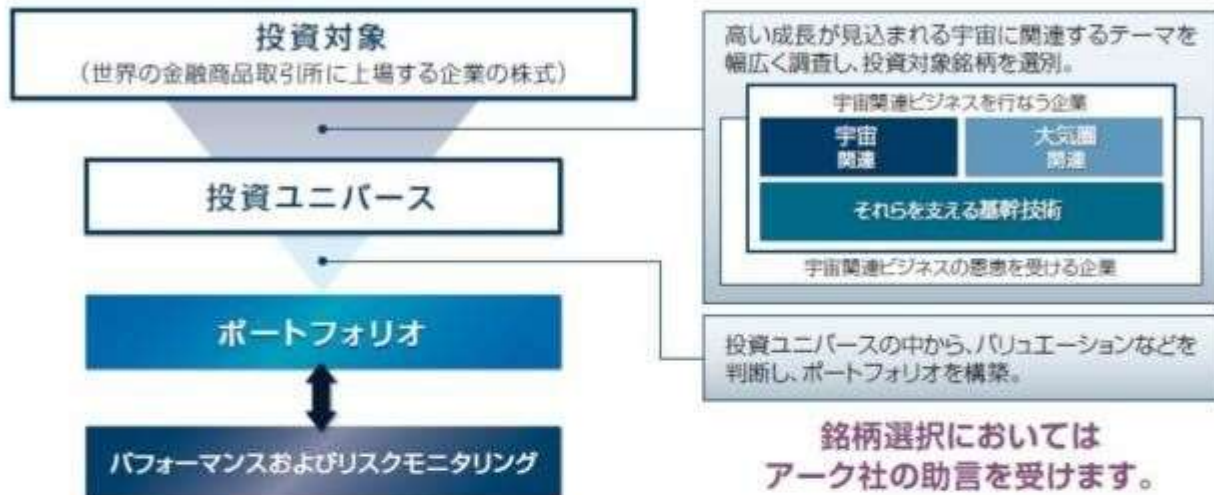 投資対象
（世界の金融商品取引所に上場する企業の株式）
投資ユニバース
ポートフォリオ
パフォーマンスおよびリスクモニタリング
高い成長が見込まれる宇宙に関連するテーマを
幅広く調査し、投資対象銘柄を選別。
宇宙関連ビジネスを行なう企業
宇宙
関連
大気圏
関連
それらを支える基幹技術
宇宙関連ビジネスの恩恵を受ける企業
投資ユニバースの中から、バリュエーションなどを
判断し、ポートフォリオを構築。
銘柄選択においては
アーク社の助言を受けます。